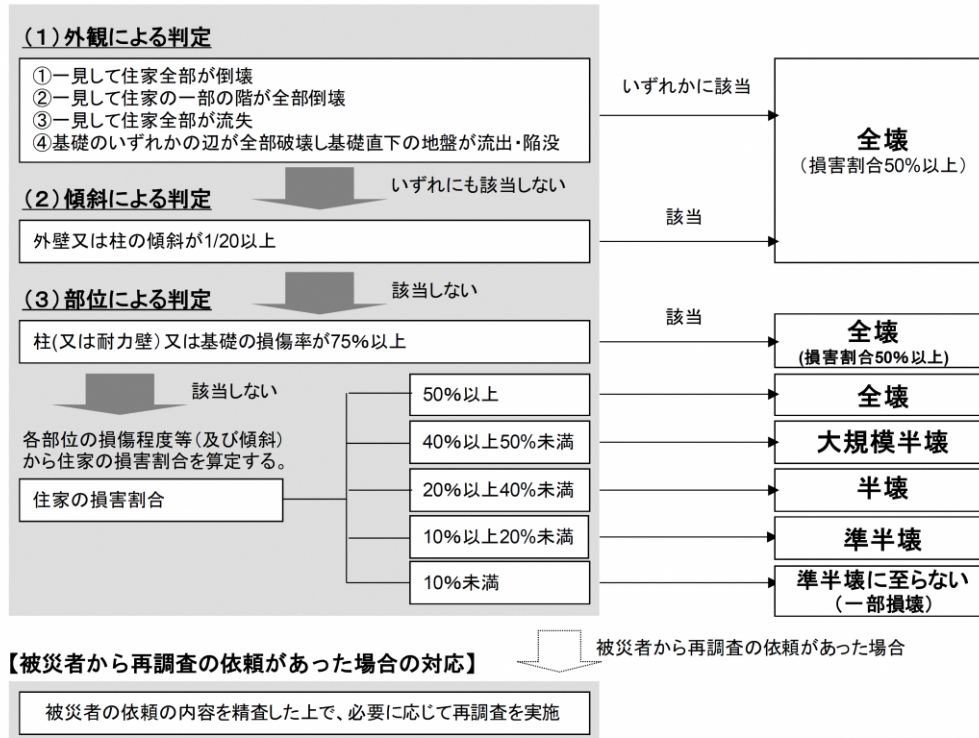 (1)外観による判定
①一見して住家全部が倒壊
②一見して住家の一部の階が全部倒壊
③一見して住家全部が流失
④基礎のいずれかの辺が全部破壊し基礎直下の地盤が流出・陥没
いずれかに該当
全壊
(損害割合50%以上)
いずれにも該当しない
(2)傾斜による判定
外壁又は柱の傾斜が1/20以上
該当
該当しない
(3)部位による判定
柱(又は耐力壁)又は基礎の損傷率が75%以上
該当
全壊
(損害割合50%以上)
該当しない
各部位の損傷程度等(及び傾斜)
から住家の損害割合を算定する。
住家の損害割合
50%以上
全壊
40%以上50%未満
大規模半壊
20%以上40%未満
半壊
10%以上20%未満
準半壊
10%未満
準半壊に至らない
(一部損壊)
被災者から再調査の依頼があった場合
【被災者から再調査の依頼があった場合の対応】
被災者の依頼の内容を精査した上で、必要に応じて再調査を実施